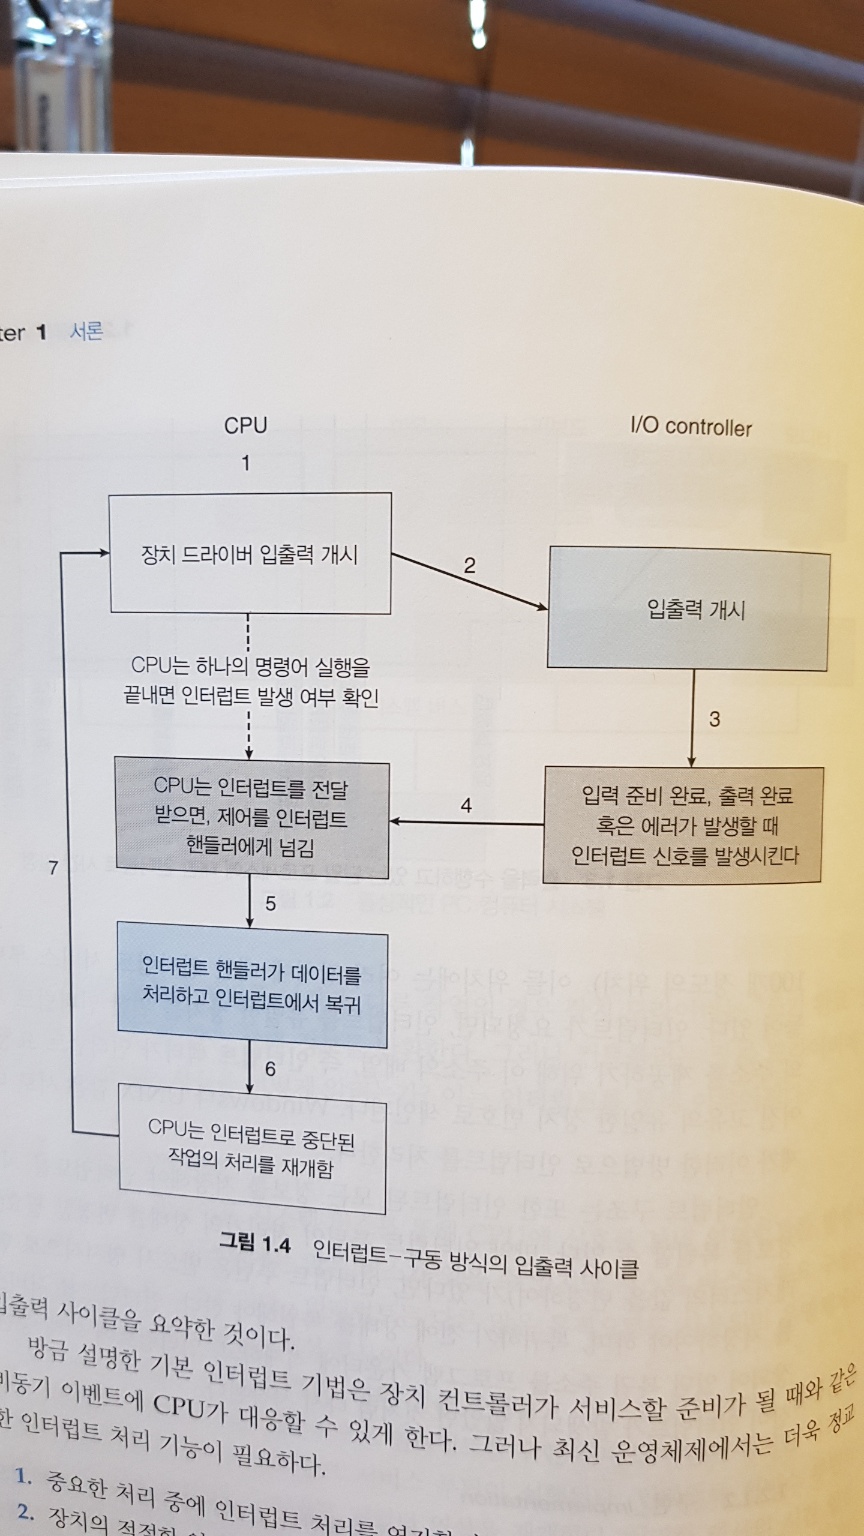 ter 1 서론
CPU
I/O controller
1
장치 드라이버 입출력 개시
2
입출력 개시
CPU는 하나의 명령어 실행을
끝내면 인터럽트 발생 여부 확인
3
CPU는 인터럽트를 전달
받으면, 제어를 인터럽트
핸들러에게 넘김
4
입력 준비 완료, 출력 완료
혹은 에러가 발생할 때
인터럽트 신호를 발생시킨다
7
5
인터럽트 핸들러가 데이터를
처리하고 인터럽트에서 복귀
6
CPU는 인터럽트로 중단된
작업의 처리를 재개함
그림 1.4 인터럽트-구동 방식의 입출력 사이클
입출력 사이클을 요약한 것이다.
방금 설명한 기본 인터럽트 기법은 장치 컨트롤러가 서비스할 준비가 될 때와 같은
비동기 이벤트에 CPU가 대응할 수 있게 한다. 그러나 최신 운영체제에서는 더욱 정교
한 인터럽트 처리 기능이 필요하다.
1. 중요한 처리 중에 인터럽트 처리를
2. 장치의 적절한